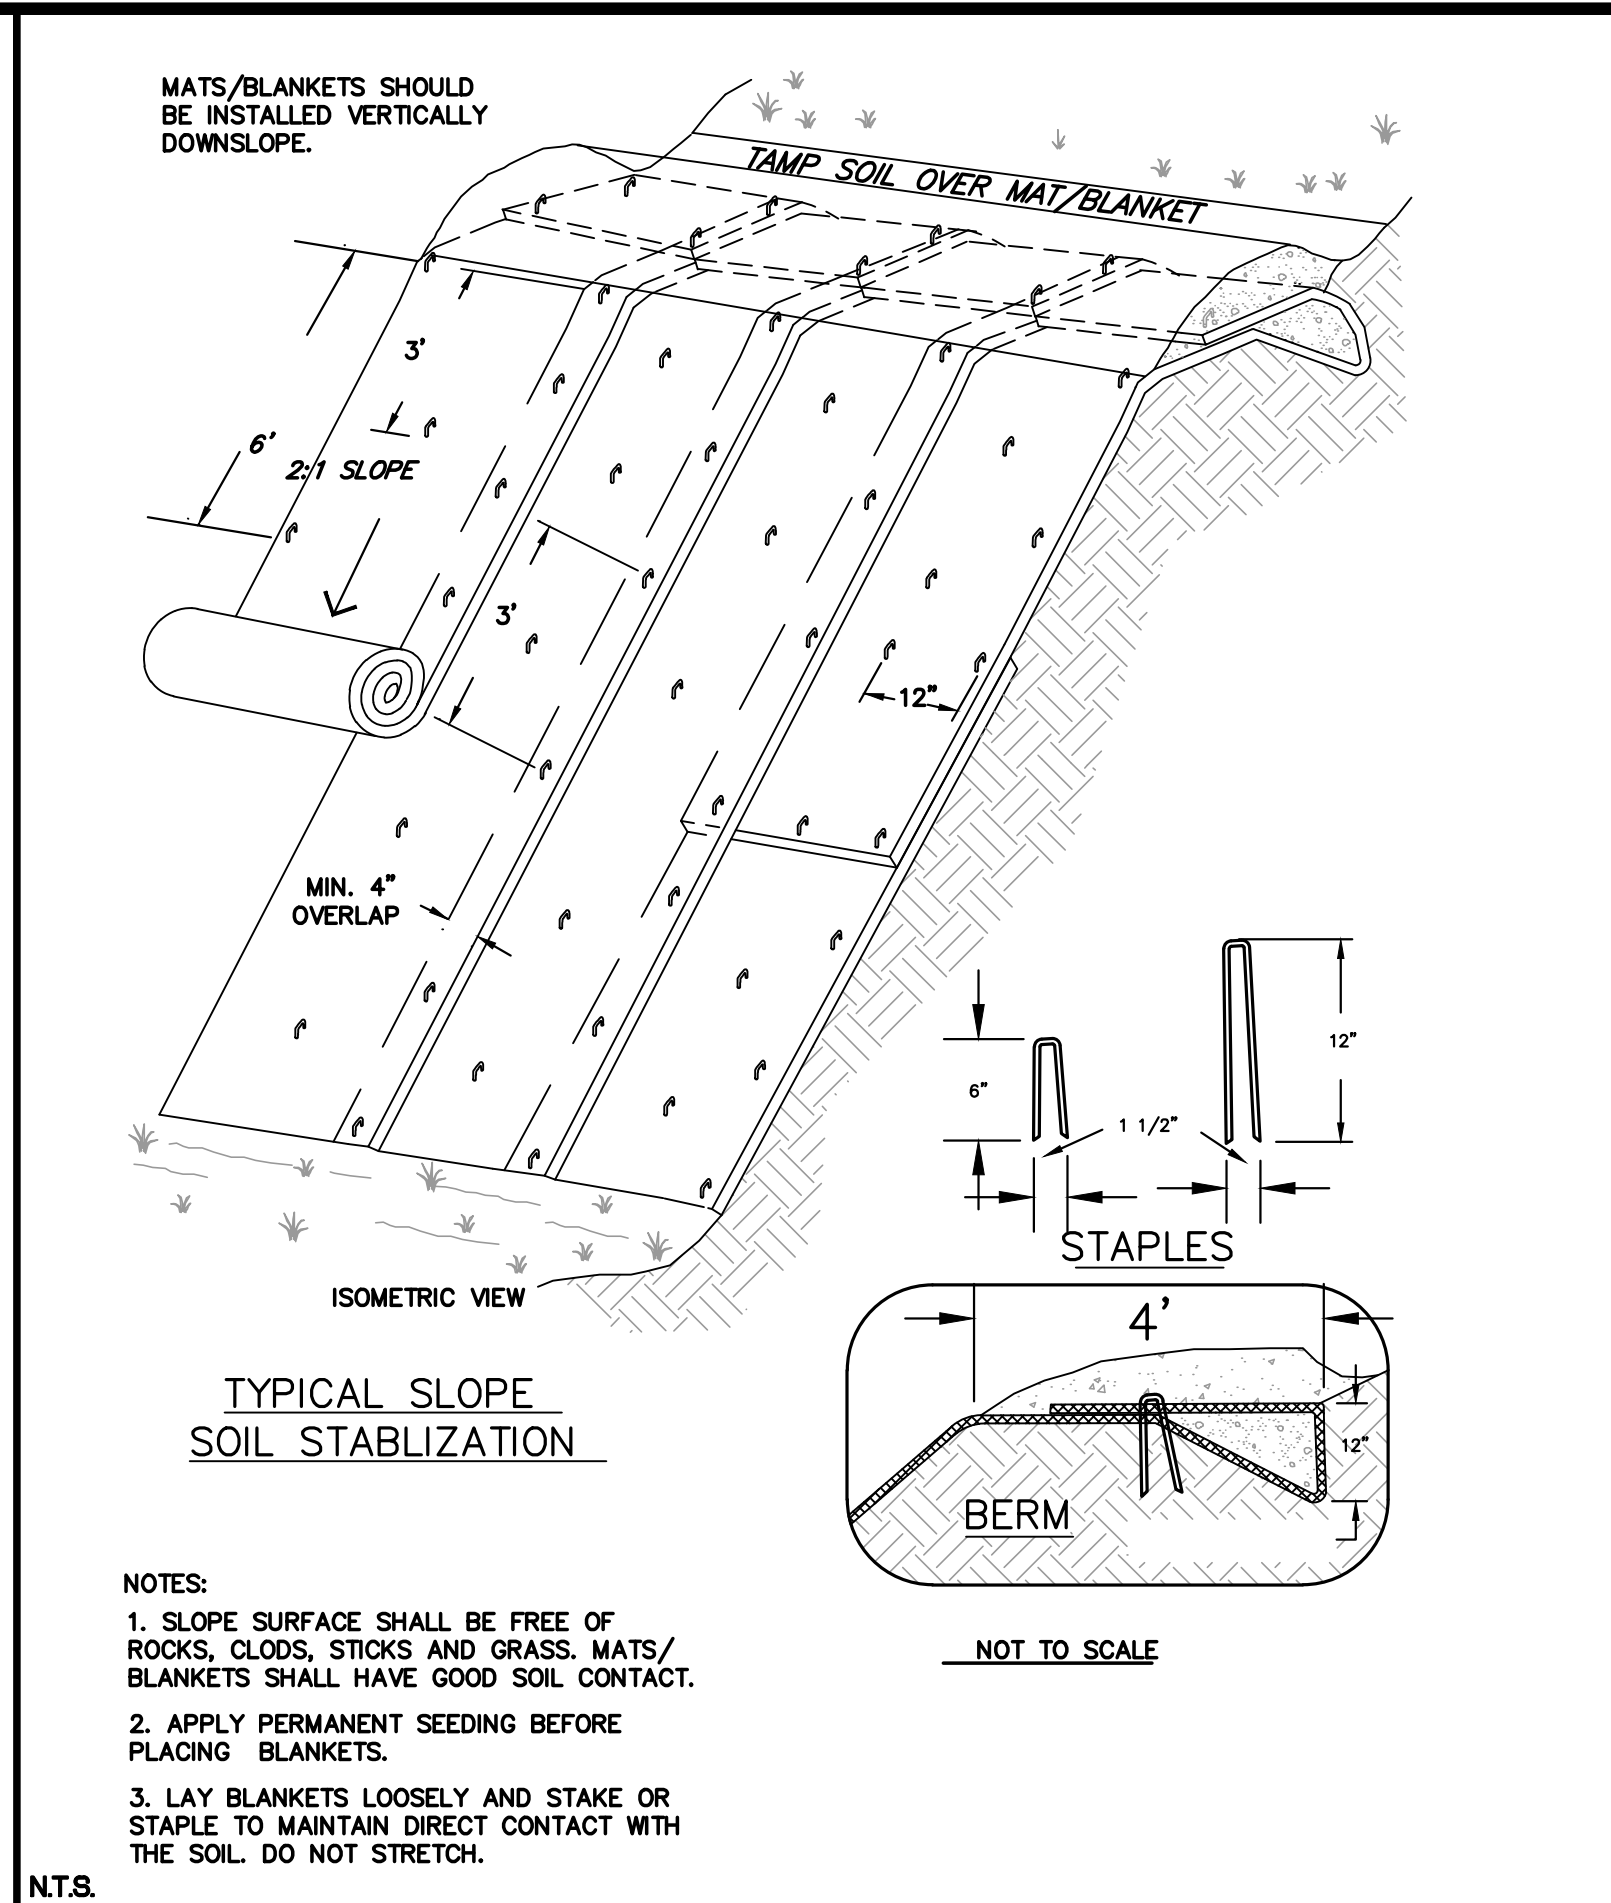 MATS/BLANKETS SHOULD
BE INSTALLED VERTICALLY
DOWNSLOPE.
TAMP SOIL OVER MAT/BLANKET
3'
6'
2:1 SLOPE
3'
12"
MIN. 4"
OVERLAP
12"
6"
1 1/2"
STAPLES
ISOMETRIC VIEW
4'
TYPICAL SLOPE
SOIL STABLIZATION
12"
BERM
NOTES:
1. SLOPE SURFACE SHALL BE FREE OF
ROCKS, CLODS, STICKS AND GRASS. MATS/
BLANKETS SHALL HAVE GOOD SOIL CONTACT.
NOT TO SCALE
2. APPLY PERMANENT SEEDING BEFORE
PLACING BLANKETS.
3. LAY BLANKETS LOOSELY AND STAKE OR
STAPLE TO MAINTAIN DIRECT CONTACT WITH
THE SOIL. DO NOT STRETCH.
N.T.S.